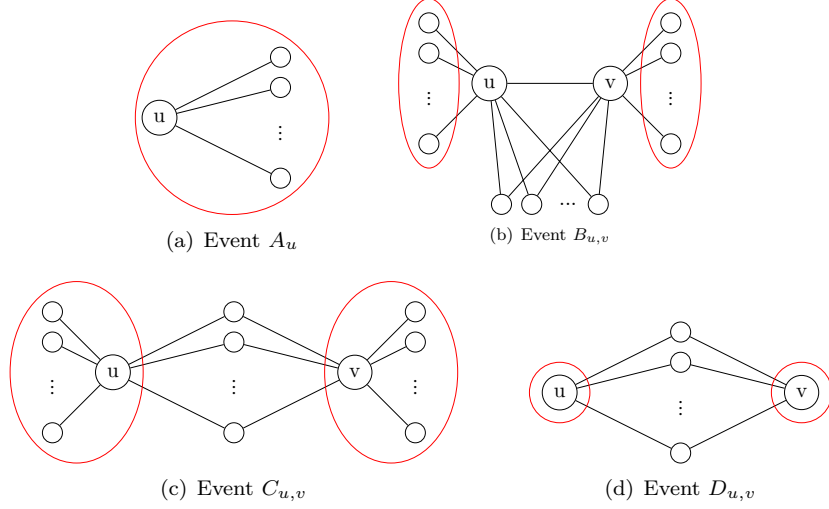 u
⋮
(a) Event A_u
u v
⋮ ⋮
...
(b) Event B_{u,v}
u v
⋮ ⋮ ⋮
(c) Event C_{u,v}
u v
⋮
(d) Event D_{u,v}